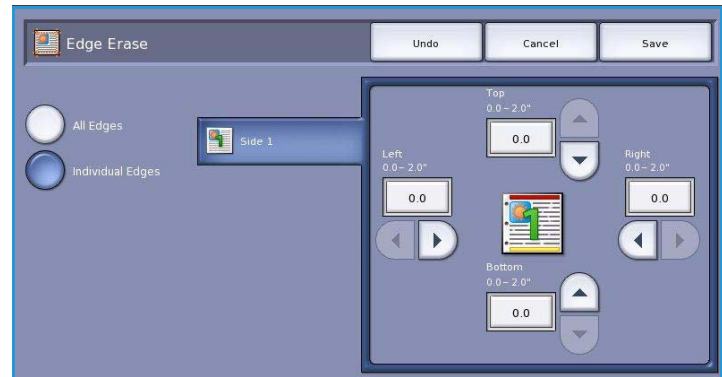 Edge Erase
Undo
Cancel
Save
All Edges
Individual Edges
Side 1
Top
0.0 – 2.0"
0.0
Left
0.0 – 2.0"
0.0
Right
0.0 – 2.0"
0.0
Bottom
0.0 – 2.0"
0.0